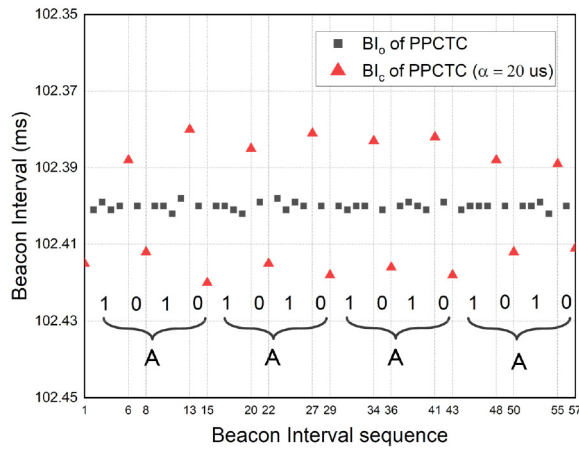 102.35
102.37
102.39
102.41
102.43
102.45
Beacon Interval (ms)
BIo of PPCTC
BIc of PPCTC (α = 20 us)
1 0 1 0 1 0 1 0 1 0 1 0 1 0 1 0
A A A A
1 6 8 13 15 20 22 27 29 34 36 41 43 48 50 55 57
Beacon Interval sequence